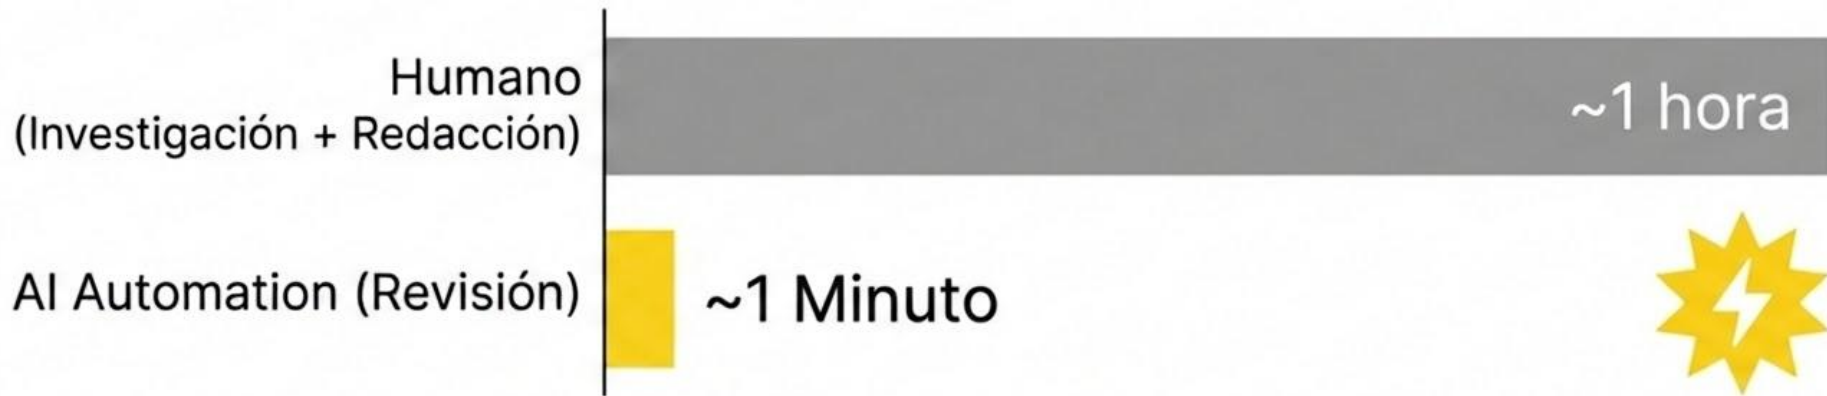 Humano
(Investigación + Redacción)
~1 hora
AI Automation (Revisión)
~1 Minuto